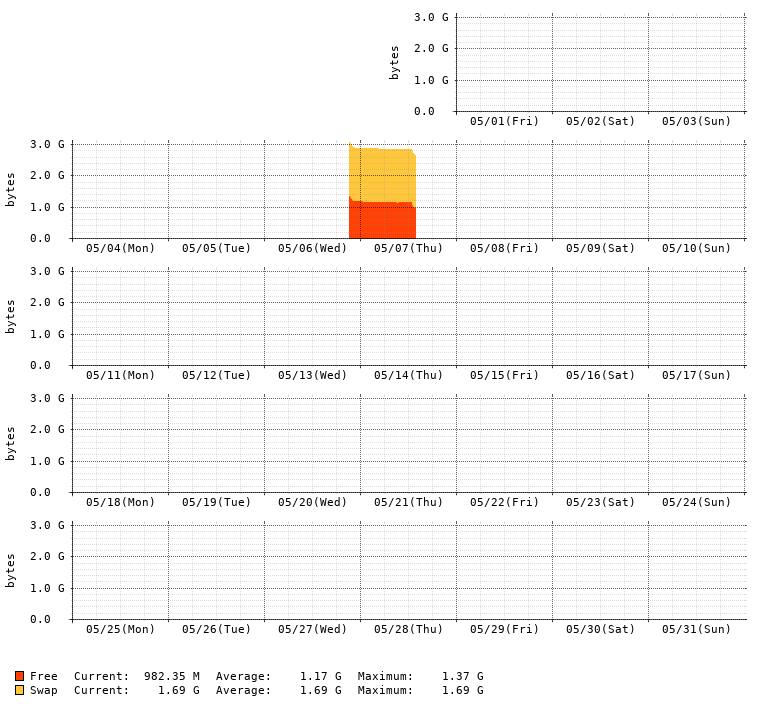 3.0 G
2.0 G
1.0 G
0.0
bytes
05/01(Fri) 05/02(Sat) 05/03(Sun)
3.0 G
2.0 G
1.0 G
0.0
bytes
05/04(Mon) 05/05(Tue) 05/06(Wed) 05/07(Thu) 05/08(Fri) 05/09(Sat) 05/10(Sun)
3.0 G
2.0 G
1.0 G
0.0
bytes
05/11(Mon) 05/12(Tue) 05/13(Wed) 05/14(Thu) 05/15(Fri) 05/16(Sat) 05/17(Sun)
3.0 G
2.0 G
1.0 G
0.0
bytes
05/18(Mon) 05/19(Tue) 05/20(Wed) 05/21(Thu) 05/22(Fri) 05/23(Sat) 05/24(Sun)
3.0 G
2.0 G
1.0 G
0.0
bytes
05/25(Mon) 05/26(Tue) 05/27(Wed) 05/28(Thu) 05/29(Fri) 05/30(Sat) 05/31(Sun)
Free Current: 982.35 M Average: 1.17 G Maximum: 1.37 G
Swap Current: 1.69 G Average: 1.69 G Maximum: 1.69 G